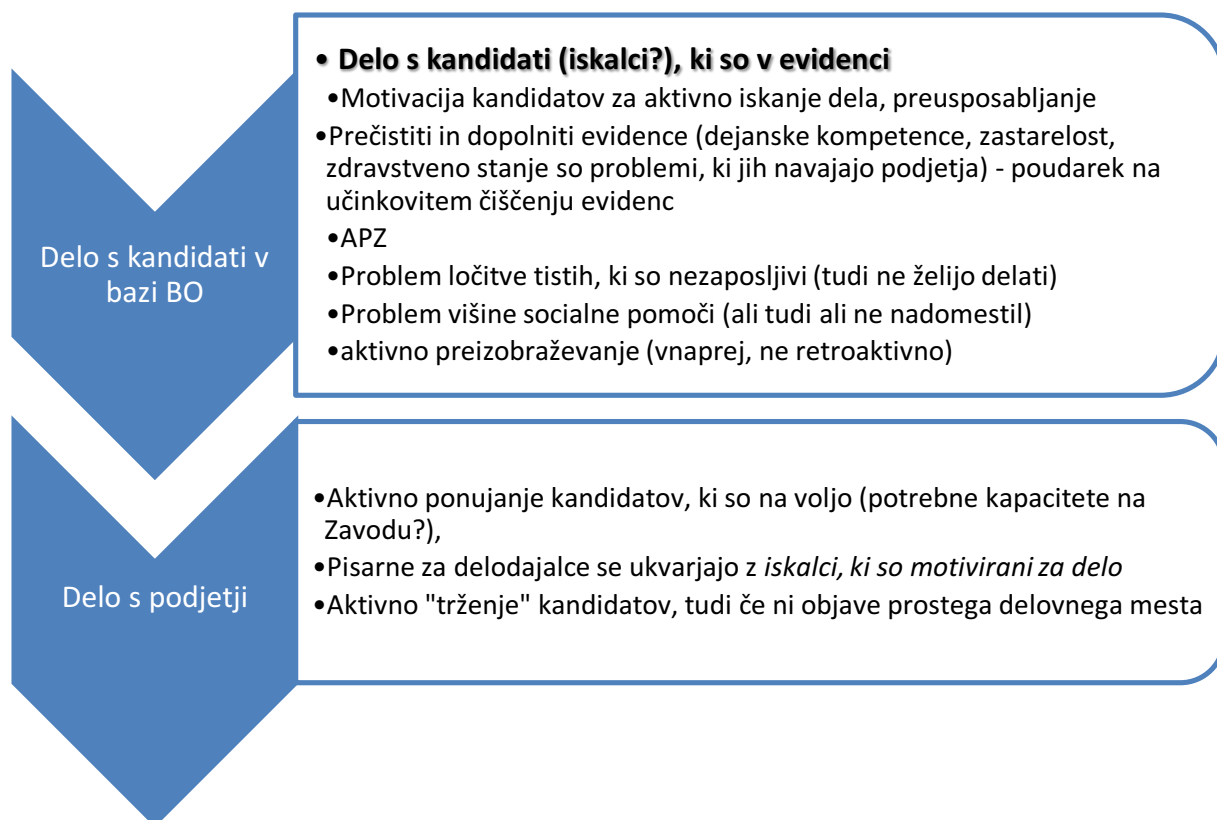 Delo s kandidati v
bazi BO
• Delo s kandidati (iskalci?), ki so v evidenci
•Motivacija kandidatov za aktivno iskanje dela, preusposabljanje
•Prečistiti in dopolniti evidence (dejanske kompetence, zastarelost,
zdravstveno stanje so problemi, ki jih navajajo podjetja) - poudarek na
učinkovitem čiščenju evidenc
•APZ
•Problem ločitve tistih, ki so nezaposljivi (tudi ne želijo delati)
•Problem višine socialne pomoči (ali tudi ali ne nadomestil)
•aktivno preizobraževanje (vnaprej, ne retroaktivno)
Delo s podjetji
•Aktivno ponujanje kandidatov, ki so na voljo (potrebne kapacitete na
Zavodu?),
•Pisarne za delodajalce se ukvarjajo z iskalci, ki so motivirani za delo
•Aktivno "trženje" kandidatov, tudi če ni objave prostega delovnega mesta